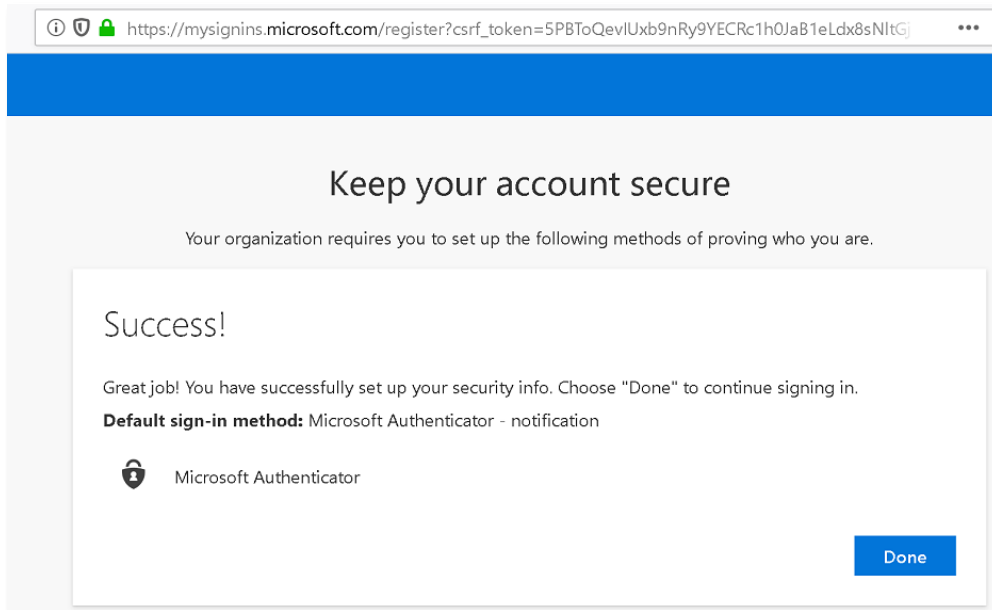 https://mysignins.microsoft.com/register?csrf_token=
Keep your account secure
Your organization requires you to set up the following methods of proving who you are.
Success!
Great job! You have successfully set up your security info. Choose "Done" to continue signing in.
Default sign-in method: Microsoft Authenticator - notification
Microsoft Authenticator
Done